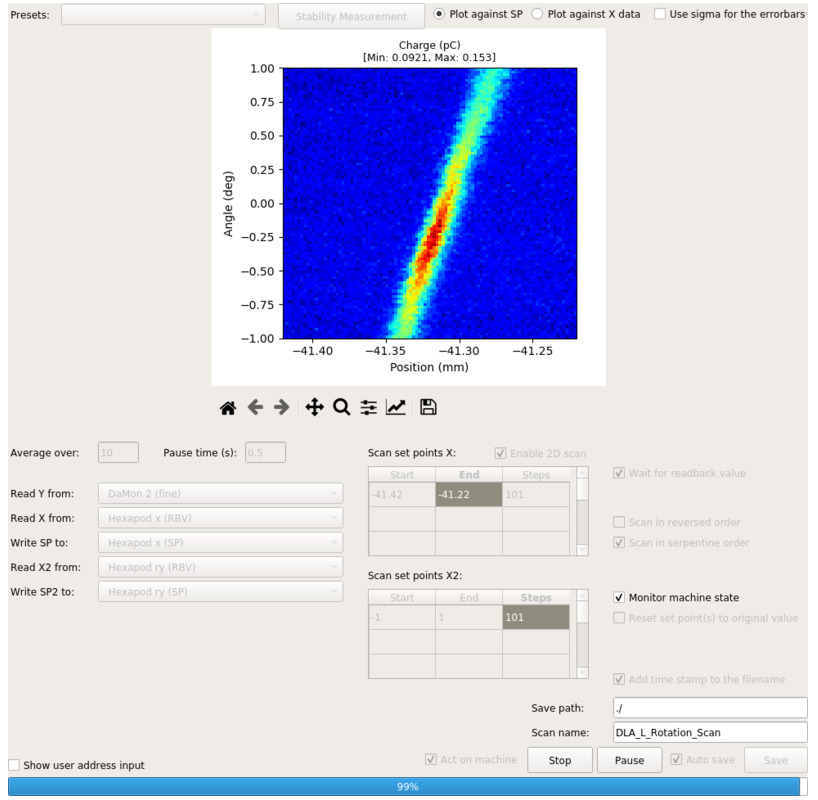 Presets:
Stability Measurement
Plot against SP
Plot against X data
Use sigma for the errorbars
Charge (pC)
[Min: 0.0921, Max: 0.153]
1.00
0.75
0.50
0.25
0.00
−0.25
−0.50
−0.75
−1.00
Angle (deg)
−41.40
−41.35
−41.30
−41.25
Position (mm)
Average over:
10
Pause time (s):
0.5
Read Y from:
DaMon 2 (fine)
Read X from:
Hexapod x (RBV)
Write SP to:
Hexapod x (SP)
Read X2 from:
Hexapod ry (RBV)
Write SP2 to:
Hexapod ry (SP)
Scan set points X:
Enable 2D scan
Start End Steps
-41.42 -41.22 101
Scan set points X2:
Start End Steps
-1 1 101
Wait for readback value
Scan in reversed order
Scan in serpentine order
Monitor machine state
Reset set point(s) to original value
Add time stamp to the filename
Save path:
./
Scan name:
DLA_L_Rotation_Scan
Show user address input
Act on machine
Stop
Pause
Auto save
Save
99%